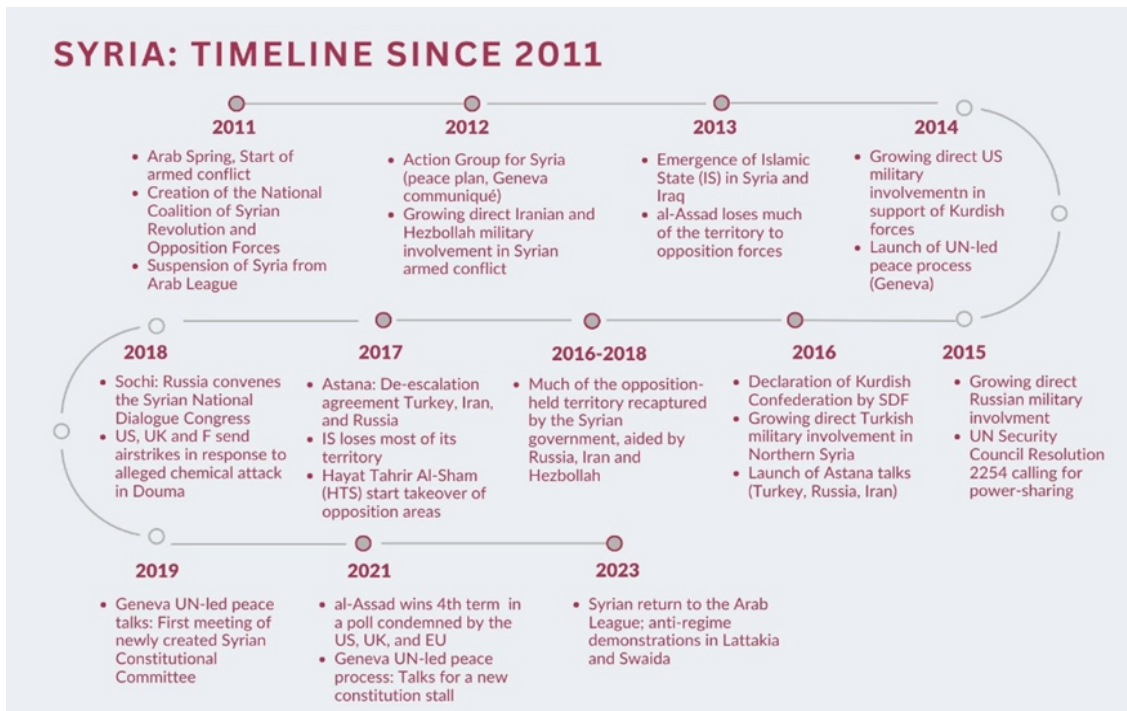 SYRIA: TIMELINE SINCE 2011
2011
• Arab Spring, Start of
armed conflict
• Creation of the National
Coalition of Syrian
Revolution and
Opposition Forces
• Suspension of Syria from
Arab League
2012
• Action Group for Syria
(peace plan, Geneva
communiqué)
• Growing direct Iranian and
Hezbollah military
involvement in Syrian
armed conflict
2013
• Emergence of Islamic
State (IS) in Syria and
Iraq
• al-Assad loses much
of the territory to
opposition forces
2014
• Growing direct US
military
involvementn in
support of Kurdish
forces
• Launch of UN-led
peace process
(Geneva)
2015
• Growing direct
Russian military
involvment
• UN Security
Council Resolution
2254 calling for
power-sharing
2016
• Declaration of Kurdish
Confederation by SDF
• Growing direct Turkish
military involvement in
Northern Syria
• Launch of Astana talks
(Turkey, Russia, Iran)
2016-2018
• Much of the opposition-
held territory recaptured
by the Syrian
government, aided by
Russia, Iran and
Hezbollah
2017
• Astana: De-escalation
agreement Turkey, Iran,
and Russia
• IS loses most of its
territory
• Hayat Tahrir Al-Sham
(HTS) start takeover of
opposition areas
2018
• Sochi: Russia convenes
the Syrian National
Dialogue Congress
• US, UK and F send
airstrikes in response to
alleged chemical attack
in Douma
2019
• Geneva UN-led peace
talks: First meeting of
newly created Syrian
Constitutional
Committee
2021
• al-Assad wins 4th term in
a poll condemned by the
US, UK, and EU
• Geneva UN-led peace
process: Talks for a new
constitution stall
2023
• Syrian return to the Arab
League; anti-regime
demonstrations in Lattakia
and Swaida